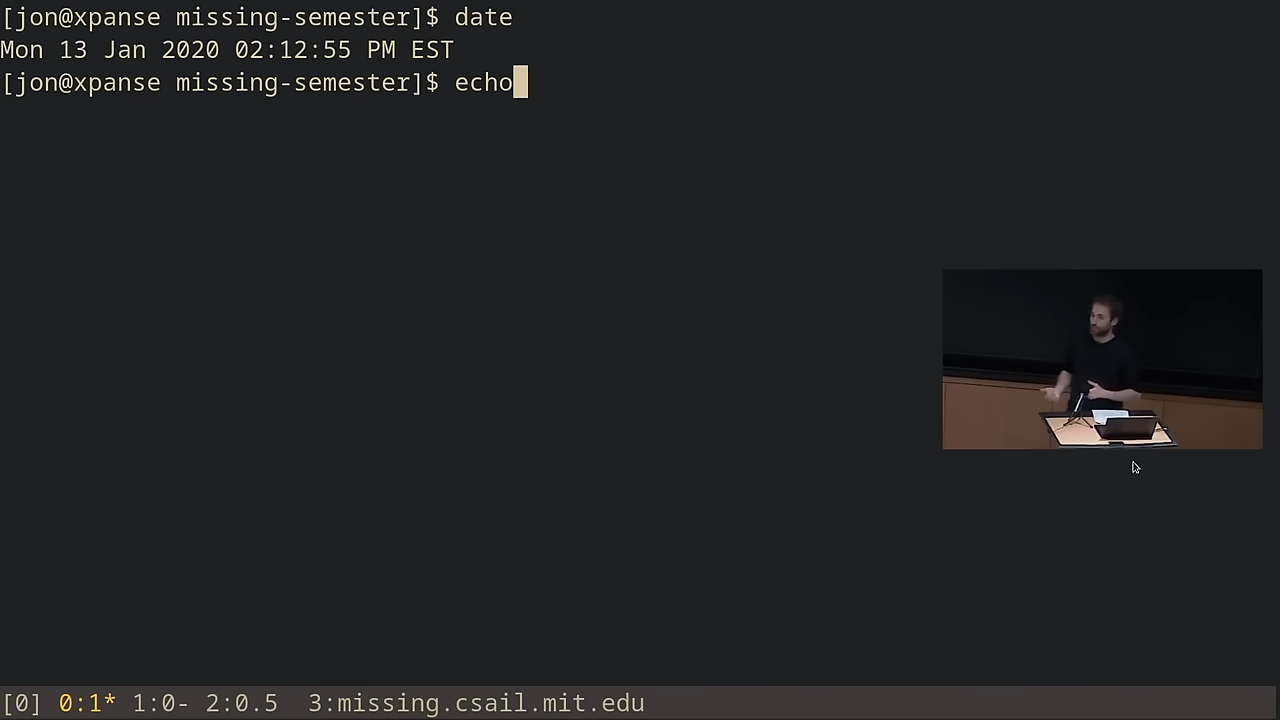 [jon@xpanse missing-semester]$ date
Mon 13 Jan 2020 02:12:55 PM EST
[jon@xpanse missing-semester]$ echo
[0] 0:1* 1:0- 2:0.5  3:missing.csail.mit.edu